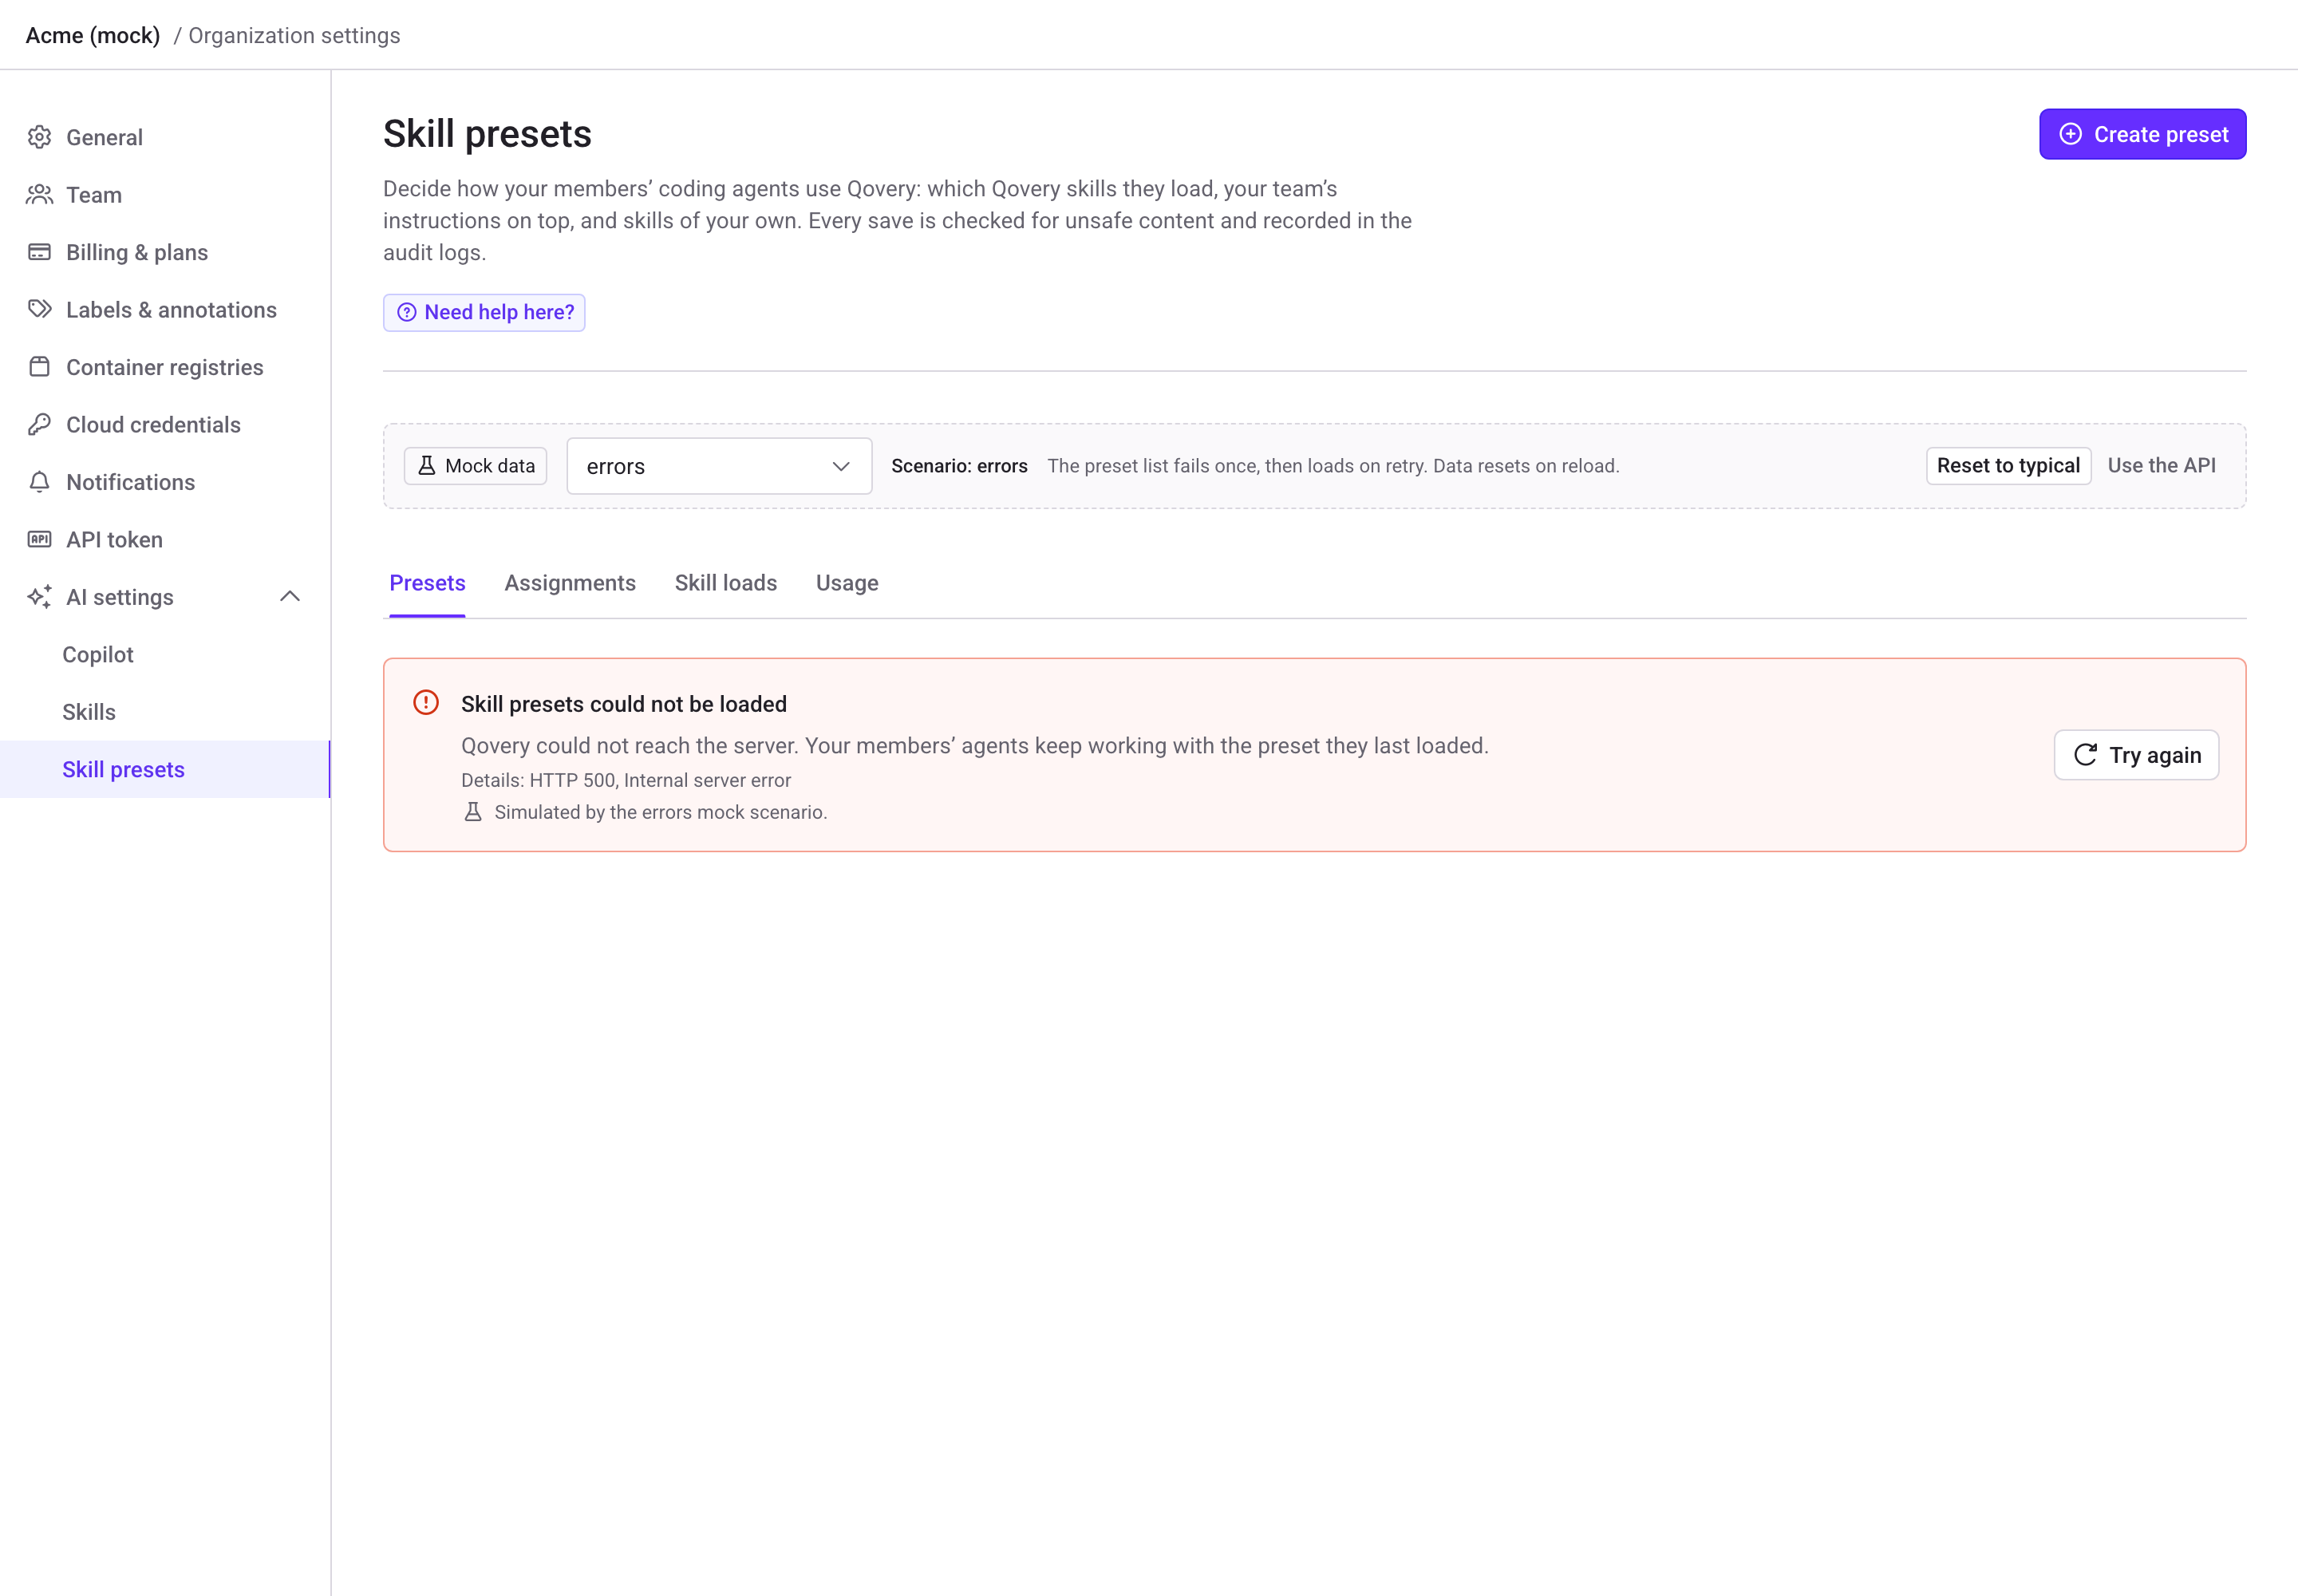 Acme (mock) / Organization settings
General
Team
Billing & plans
Labels & annotations
Container registries
Cloud credentials
Notifications
API API token
AI settings
Copilot
Skills
Skill presets
Skill presets
Create preset
Decide how your members’ coding agents use Qovery: which Qovery skills they load, your team’s
instructions on top, and skills of your own. Every save is checked for unsafe content and recorded in the
audit logs.
Need help here?
Mock data errors Scenario: errors The preset list fails once, then loads on retry. Data resets on reload. Reset to typical Use the API
Presets Assignments Skill loads Usage
Skill presets could not be loaded
Qovery could not reach the server. Your members’ agents keep working with the preset they last loaded.
Details: HTTP 500, Internal server error
Simulated by the errors mock scenario.
Try again